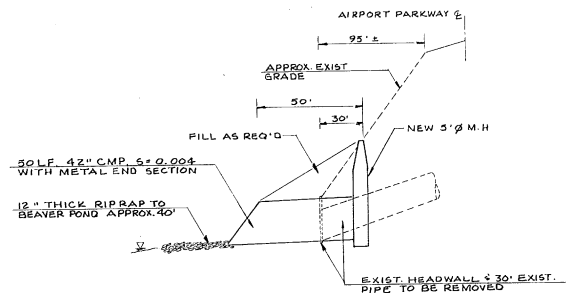 AIRPORT PARKWAY ℄
95' ±
APPROX. EXIST
GRADE
50'
30'
FILL AS REQ'D
NEW 5' Ø M.H
50 LF. 42" CMP, S= 0.004
WITH METAL END SECTION
12" THICK RIPRAP TO
BEAVER POND APPROX. 40'
EXIST. HEADWALL & 30' EXIST.
PIPE TO BE REMOVED